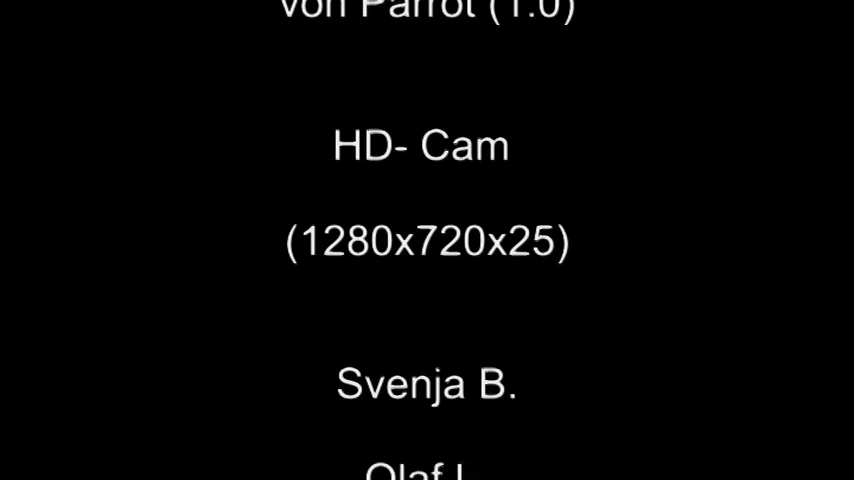 von Parrot (1.0)
HD- Cam
(1280x720x25)
Svenja B.
Olaf